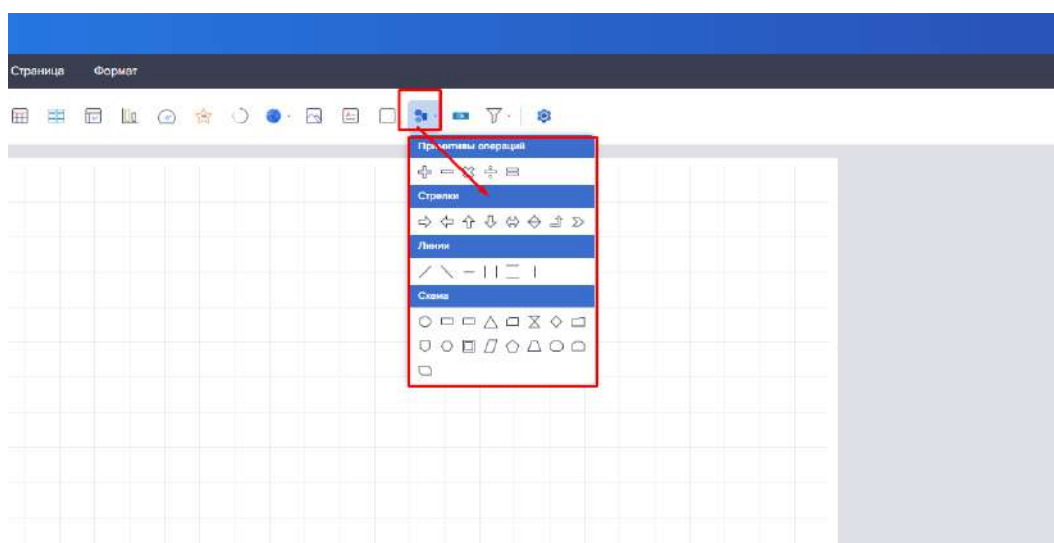 Страница Формат
Примитивы операций
Стрелки
Линии
Схема